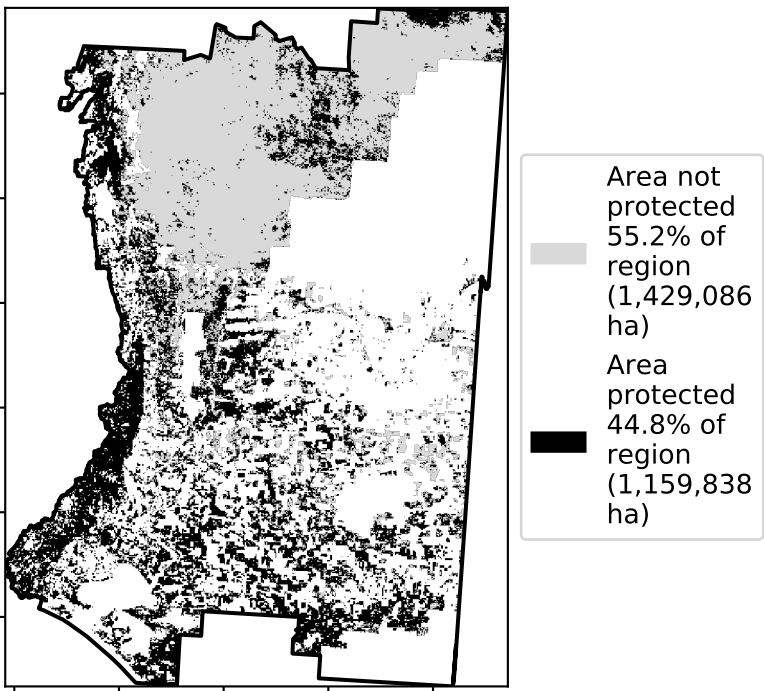 Area not
protected
55.2% of
region
(1,429,086
ha)
Area
protected
44.8% of
region
(1,159,838
ha)